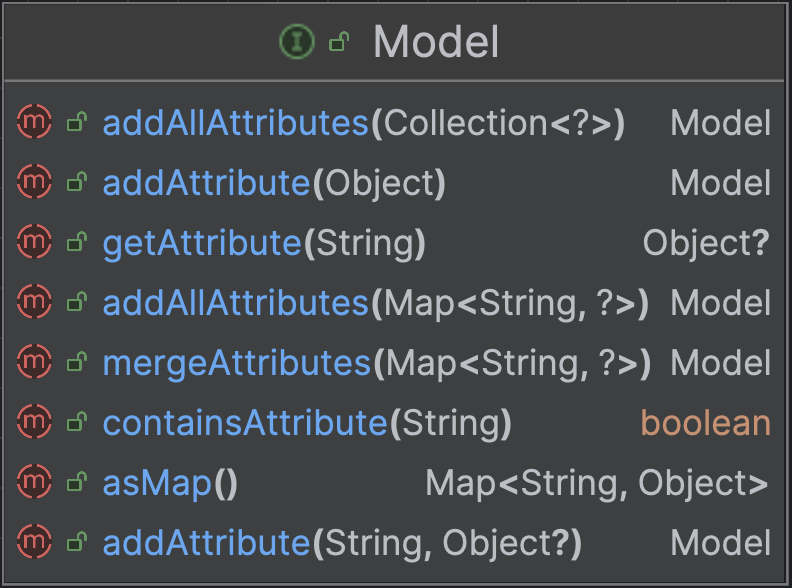 I Model
m addAllAttributes(Collection<?>) Model
m addAttribute(Object) Model
m getAttribute(String) Object?
m addAllAttributes(Map<String, ?>) Model
m mergeAttributes(Map<String, ?>) Model
m containsAttribute(String) boolean
m asMap() Map<String, Object>
m addAttribute(String, Object?) Model